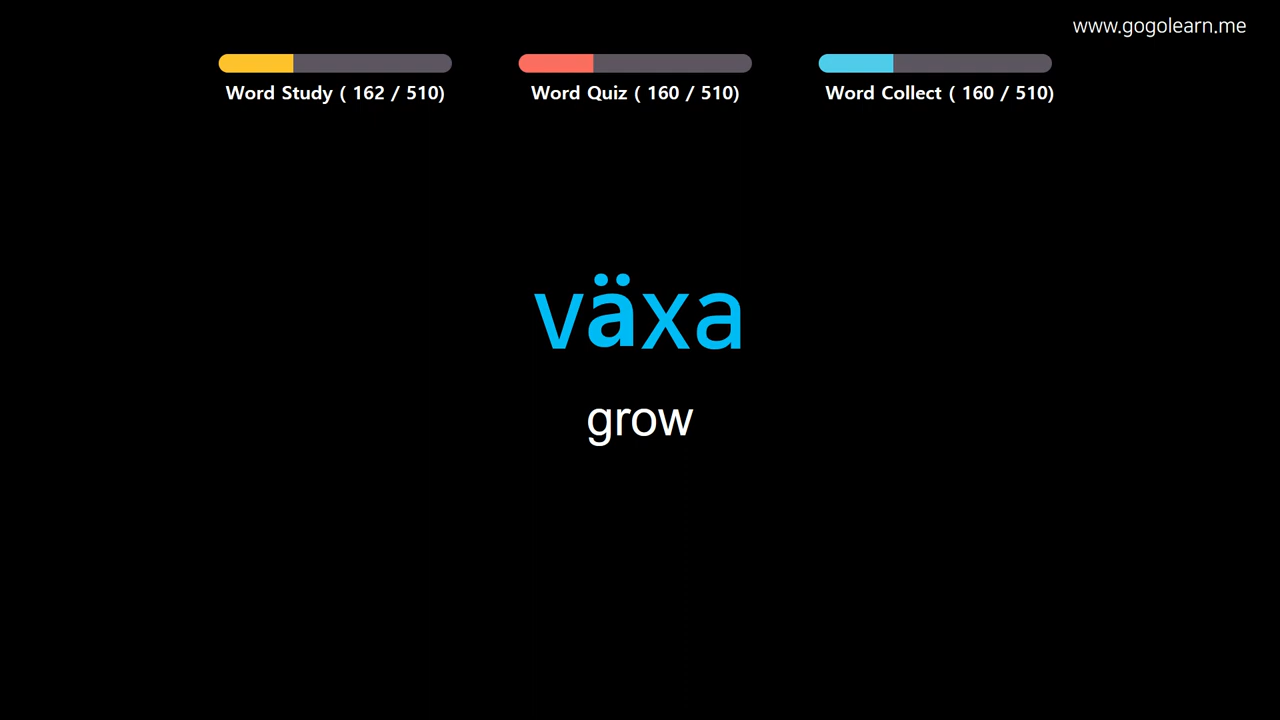 www.gogolearn.me
Word Study ( 162 / 510)
Word Quiz ( 160 / 510)
Word Collect ( 160 / 510)
växa
grow